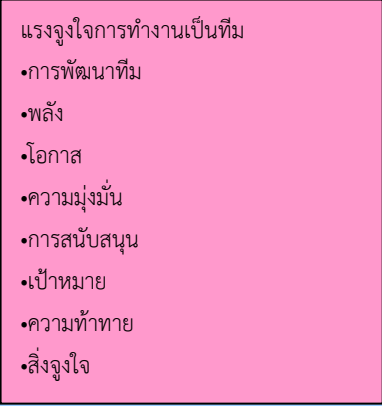 แรงจูงใจการทำงานเป็นทีม
•การพัฒนาทีม
•พลัง
•โอกาส
•ความมุ่งมั่น
•การสนับสนุน
•เป้าหมาย
•ความท้าทาย
•สิ่งจูงใจ